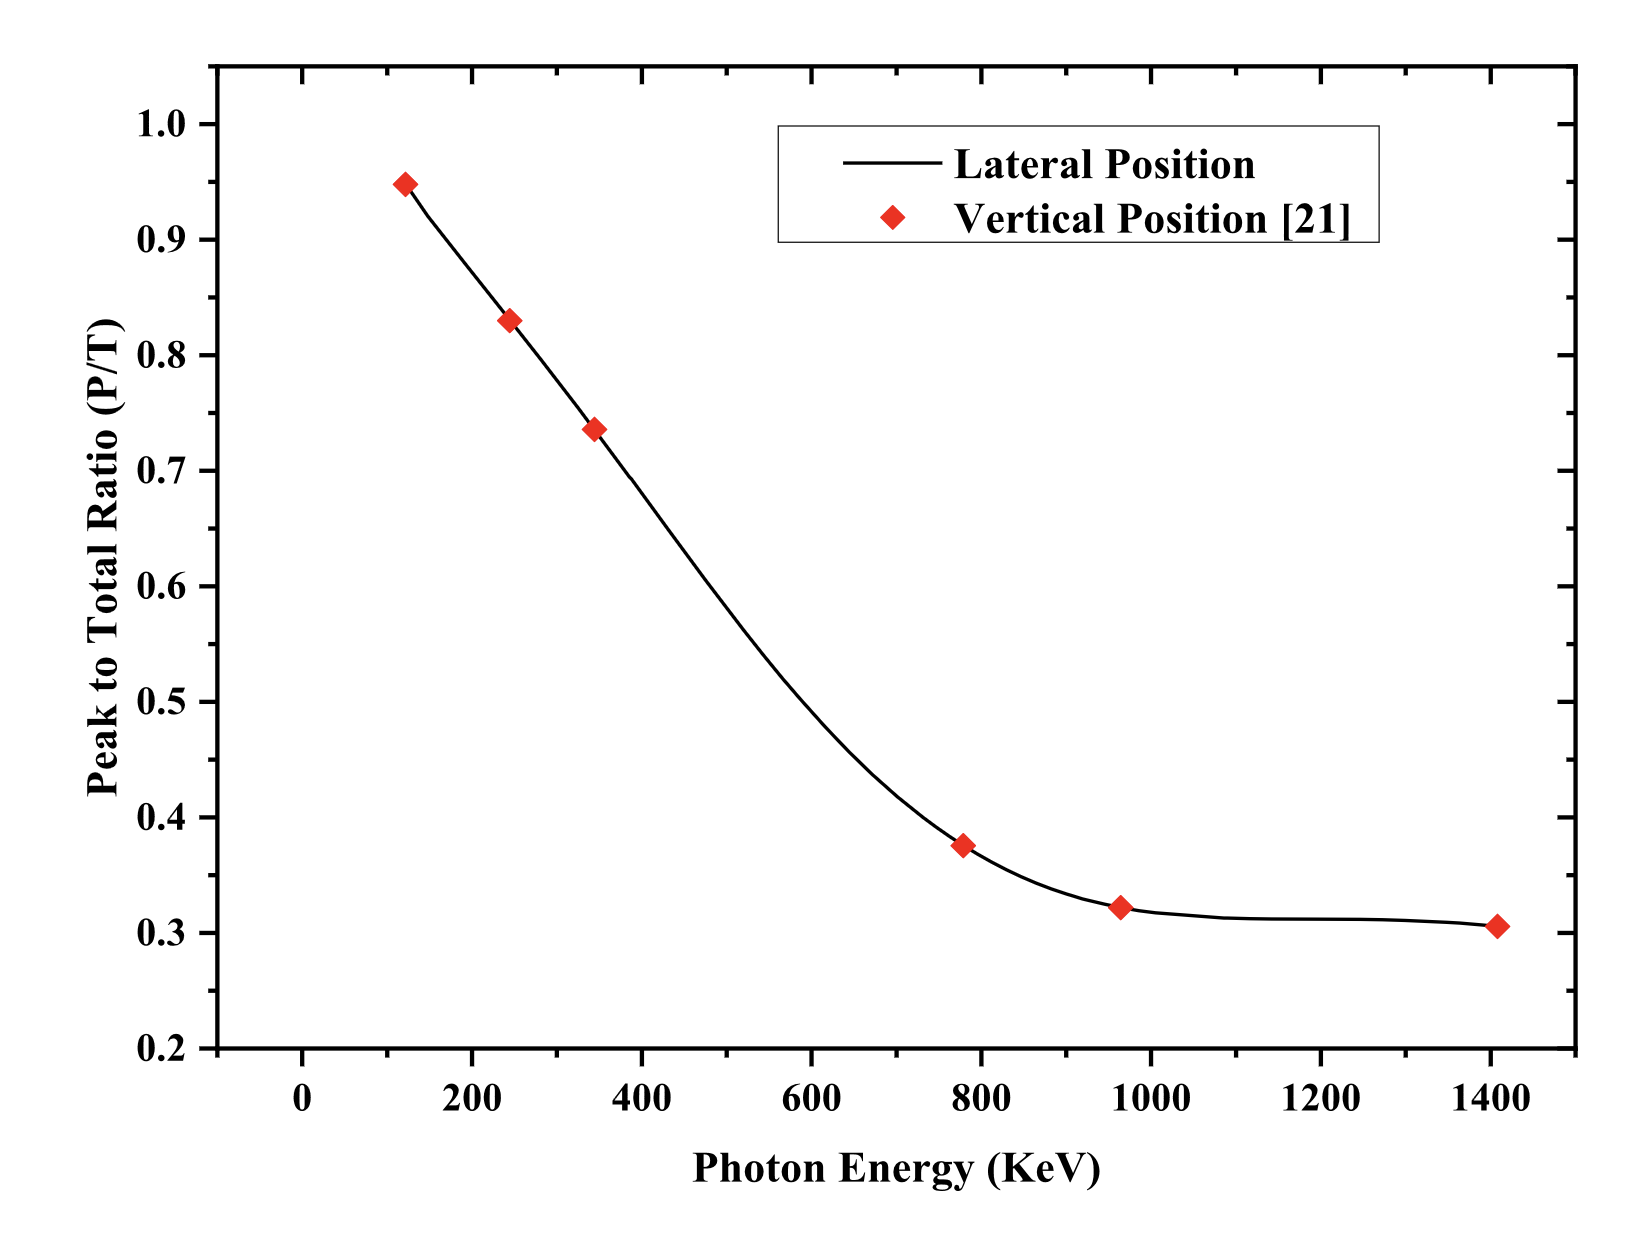 Lateral Position
Vertical Position [21]
Peak to Total Ratio (P/T)
1.0
0.9
0.8
0.7
0.6
0.5
0.4
0.3
0.2
0 200 400 600 800 1000 1200 1400
Photon Energy (KeV)